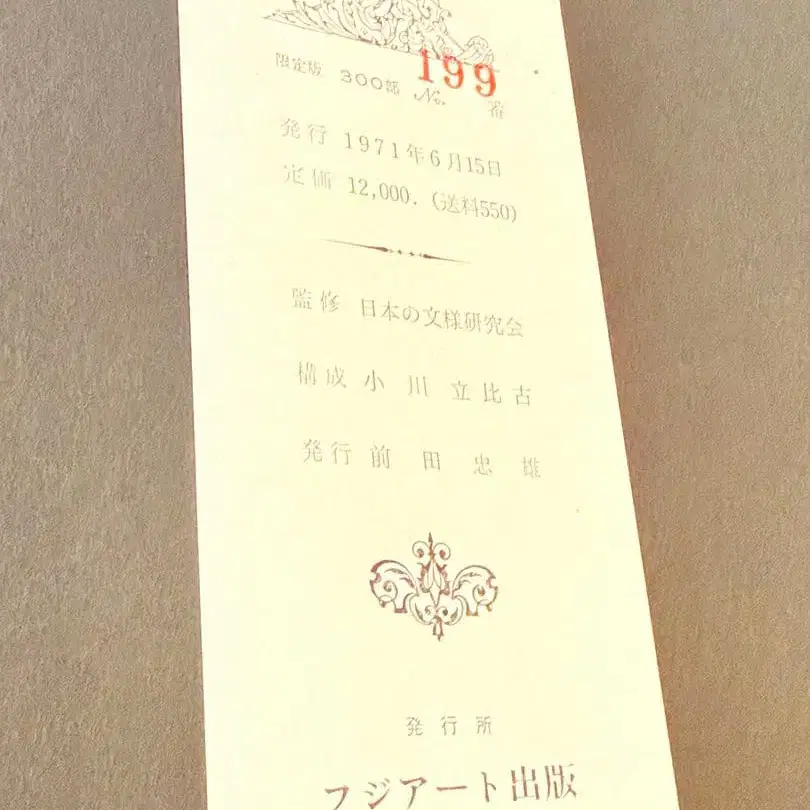 限定版 300部 No. 199 番
発行 1971年6月15日
定価 12,000. (送料550)
監修 日本の文様研究会
構成 小川立比古
発行 前田忠雄
発行所
フジアート出版